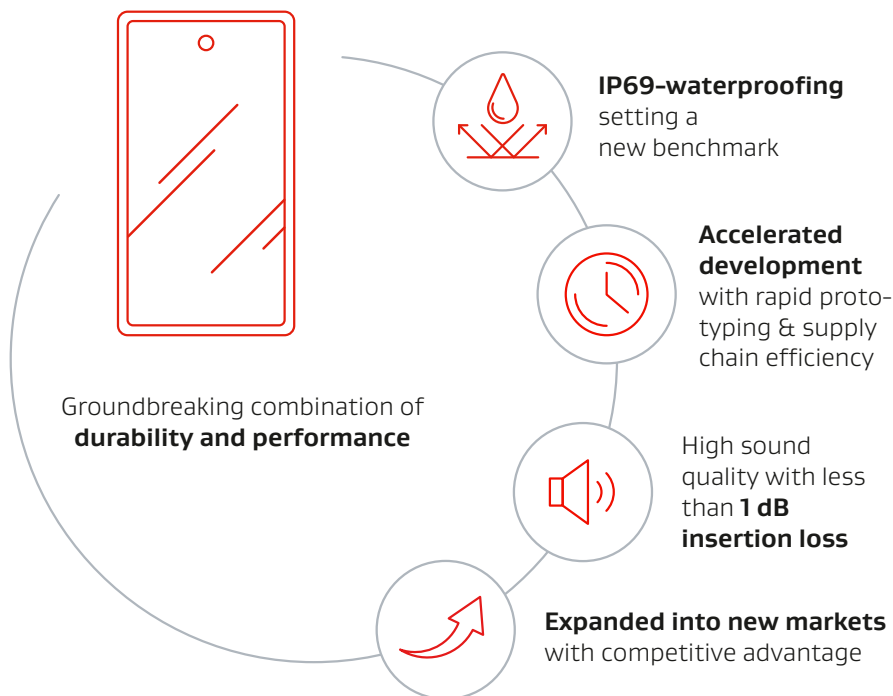 IP69-waterproofing
setting a
new benchmark
Accelerated
development
with rapid proto-
typing & supply
chain efficiency
Groundbreaking combination of
durability and performance
High sound
quality with less
than 1 dB
insertion loss
Expanded into new markets
with competitive advantage